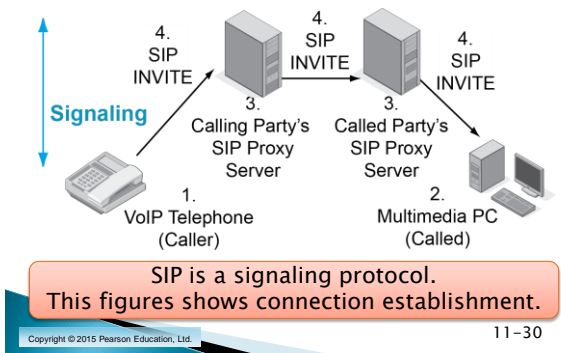 4.
SIP
INVITE
4.
SIP
INVITE
4.
SIP
INVITE
Signaling
3.
Calling Party's
SIP Proxy
Server
3.
Called Party's
SIP Proxy
Server
1.
VoIP Telephone
(Caller)
2.
Multimedia PC
(Called)
SIP is a signaling protocol.
This figures shows connection establishment.
Copyright © 2015 Pearson Education, Ltd.
11-30